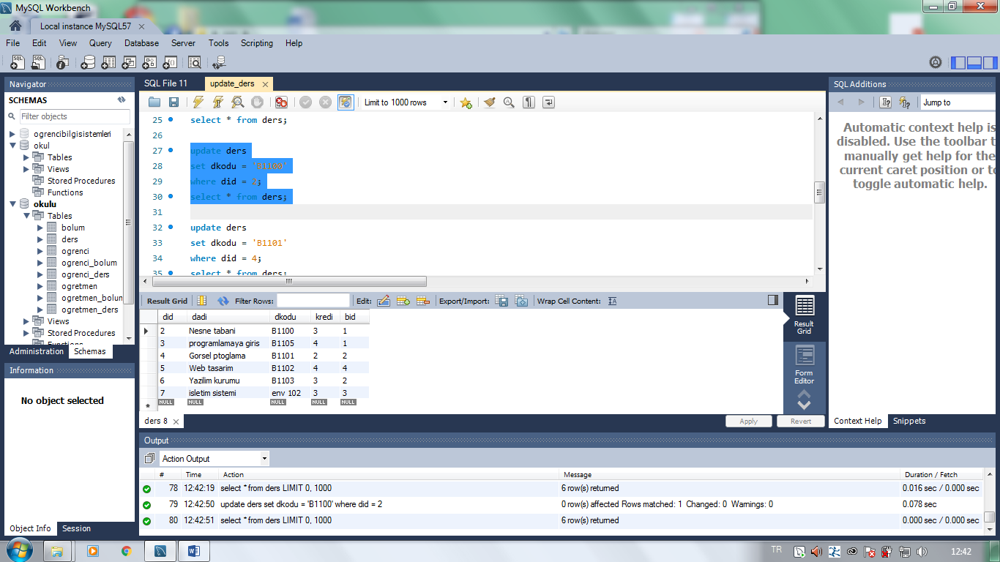 MySQL Workbench
Local instance MySQL57
File Edit View Query Database Server Tools Scripting Help
Navigator
SCHEMAS
Filter objects
ogrencibilgisistemleri
okul
Tables
Views
Stored Procedures
Functions
okulu
Tables
bolum
ders
ogrenci
ogrenci_bolum
ogrenci_ders
ogretmen
ogretmen_bolun
ogretmen_ders
Views
Stored Procedures
Functions
Administration Schemas
Information
No object selected
Object Info Session
SQL File 11 update_ders
Limit to 1000 rows
25 select * from ders;
26
27 update ders
28 set dkodu = 'B1100'
29 where did = 2;
30 select * from ders;
31
32 update ders
33 set dkodu = 'B1101'
34 where did = 4;
35 select * from ders;
Result Grid Filter Rows: Edit: Export/Import: Wrap Cell Content:
did dadi dkodu kredi bid
2 Nesne tabani B1100 3 1
3 programlamaya giris B1105 4 1
4 Gorsel ptoglama B1101 2 2
5 Web tasarim B1102 4 4
6 Yazilim kurumu B1103 3 2
7 isletim sistemi env 102 3 3
NULL NULL NULL NULL NULL
Result Grid
Form Editor
ders 8
Apply Revert
SQL Additions
Jump to
Automatic context help is
disabled. Use the toolbar t
manually get help for the
current caret position or to
toggle automatic help.
Context Help Snippets
Output
Action Output
# Time Action Message Duration / Fetch
78 12:42:19 select * from ders LIMIT 0, 1000 6 row(s) returned 0.016 sec / 0.000 sec
79 12:42:50 update ders set dkodu = 'B1100' where did = 2 0 row(s) affected Rows matched: 1 Changed: 0 Warnings: 0 0.078 sec
80 12:42:51 select * from ders LIMIT 0, 1000 6 row(s) returned 0.000 sec / 0.000 sec
TR 12:42